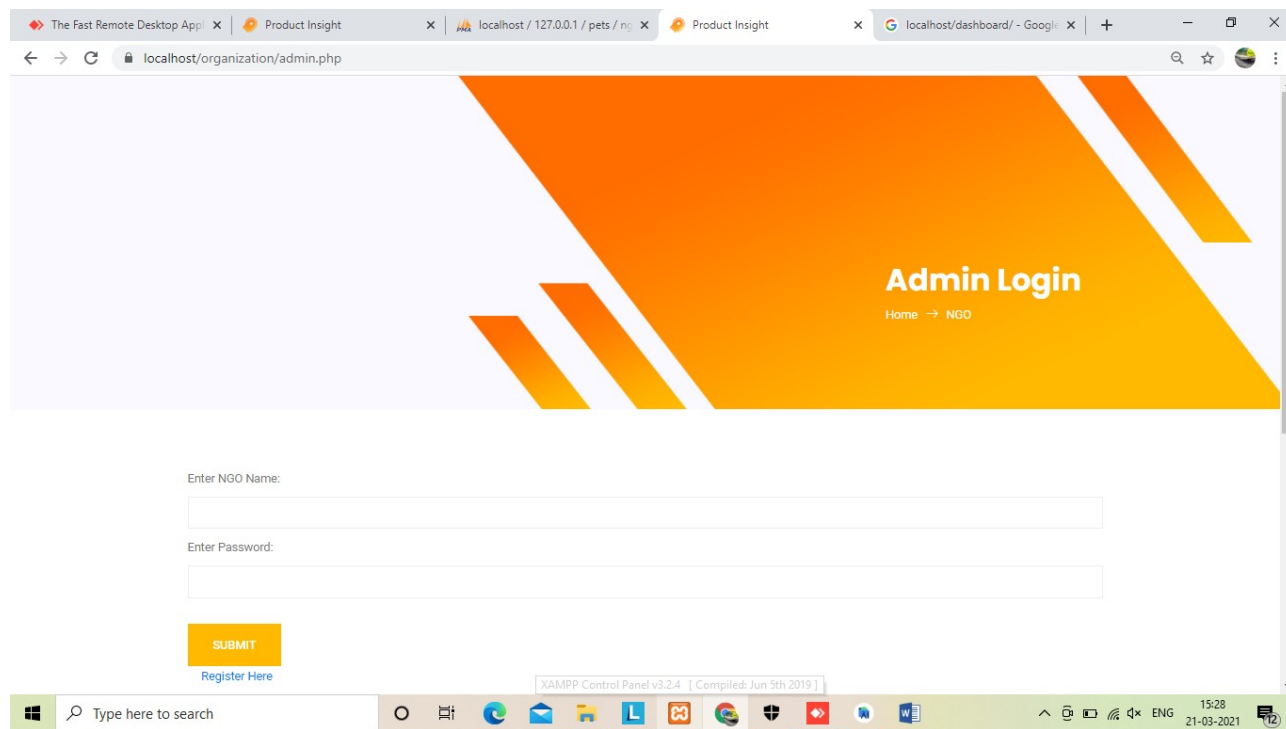 The Fast Remote Desktop Appl
Product Insight
localhost / 127.0.0.1 / pets / ng
Product Insight
localhost/dashboard/ - Google
localhost/organization/admin.php
Admin Login
Home → NGO
Enter NGO Name:
Enter Password:
SUBMIT
Register Here
XAMPP Control Panel v3.2.4 [ Compiled: Jun 5th 2019 ]
Type here to search
ENG
15:28
21-03-2021
12